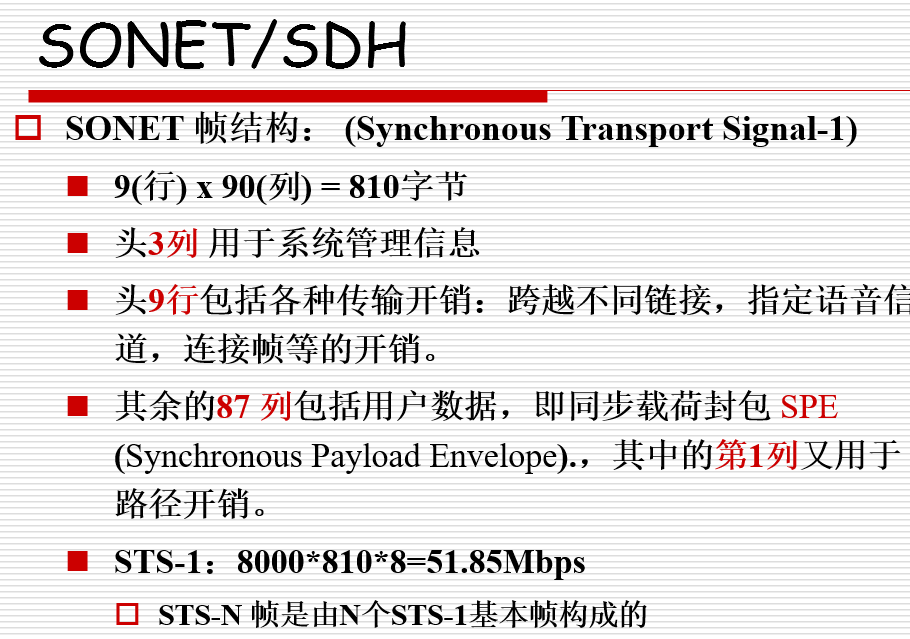 SONET/SDH
SONET 帧结构： (Synchronous Transport Signal-1)
9(行) x 90(列) = 810字节
头3列 用于系统管理信息
头9行包括各种传输开销：跨越不同链接，指定语音信
道，连接帧等的开销。
其余的87 列包括用户数据，即同步载荷封包 SPE
(Synchronous Payload Envelope).，其中的第1列又用于
路径开销。
STS-1：8000*810*8=51.85Mbps
STS-N 帧是由N个STS-1基本帧构成的